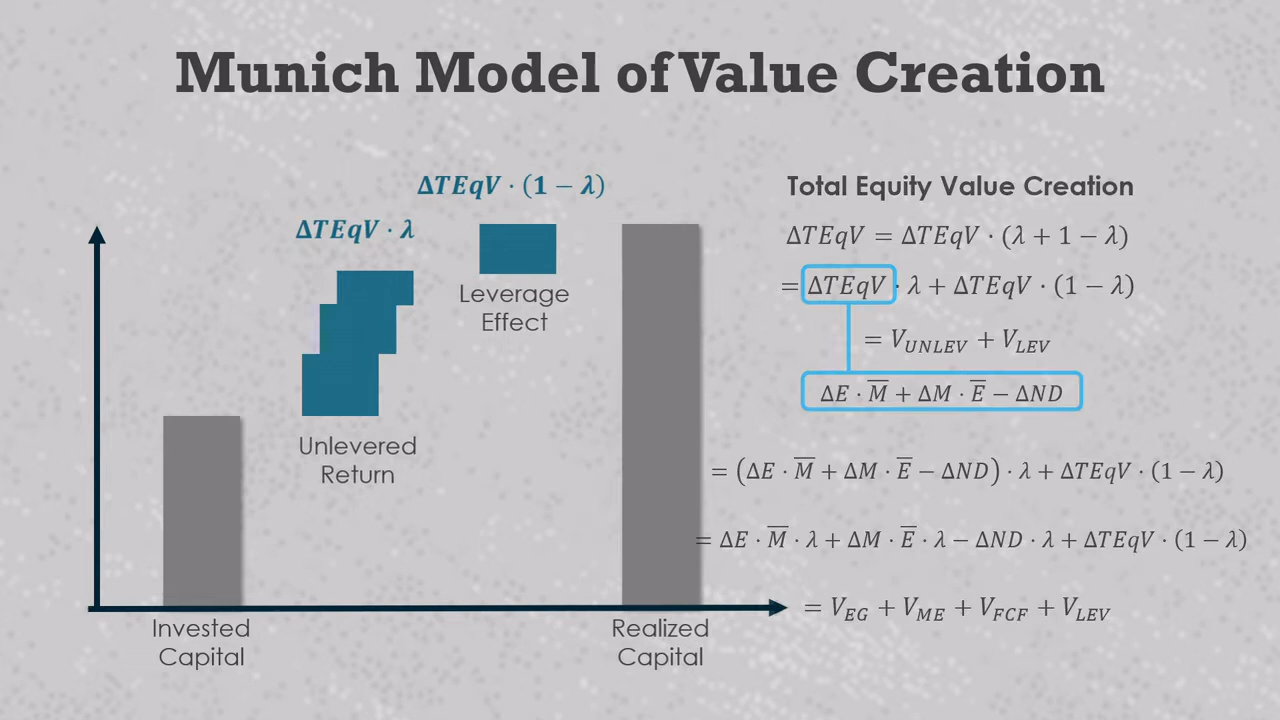 Munich Model of Value Creation
ΔTEqV · (1 − λ)
ΔTEqV · λ
Leverage
Effect
Unlevered
Return
Invested
Capital
Realized
Capital
Total Equity Value Creation
ΔTEqV = ΔTEqV · (λ + 1 − λ)
= ΔTEqV · λ + ΔTEqV · (1 − λ)
= V_UNLEV + V_LEV
ΔE · M̅ + ΔM · E̅ − ΔND
= (ΔE · M̅ + ΔM · E̅ − ΔND) · λ + ΔTEqV · (1 − λ)
= ΔE · M̅ · λ + ΔM · E̅ · λ − ΔND · λ + ΔTEqV · (1 − λ)
= V_EG + V_ME + V_FCF + V_LEV